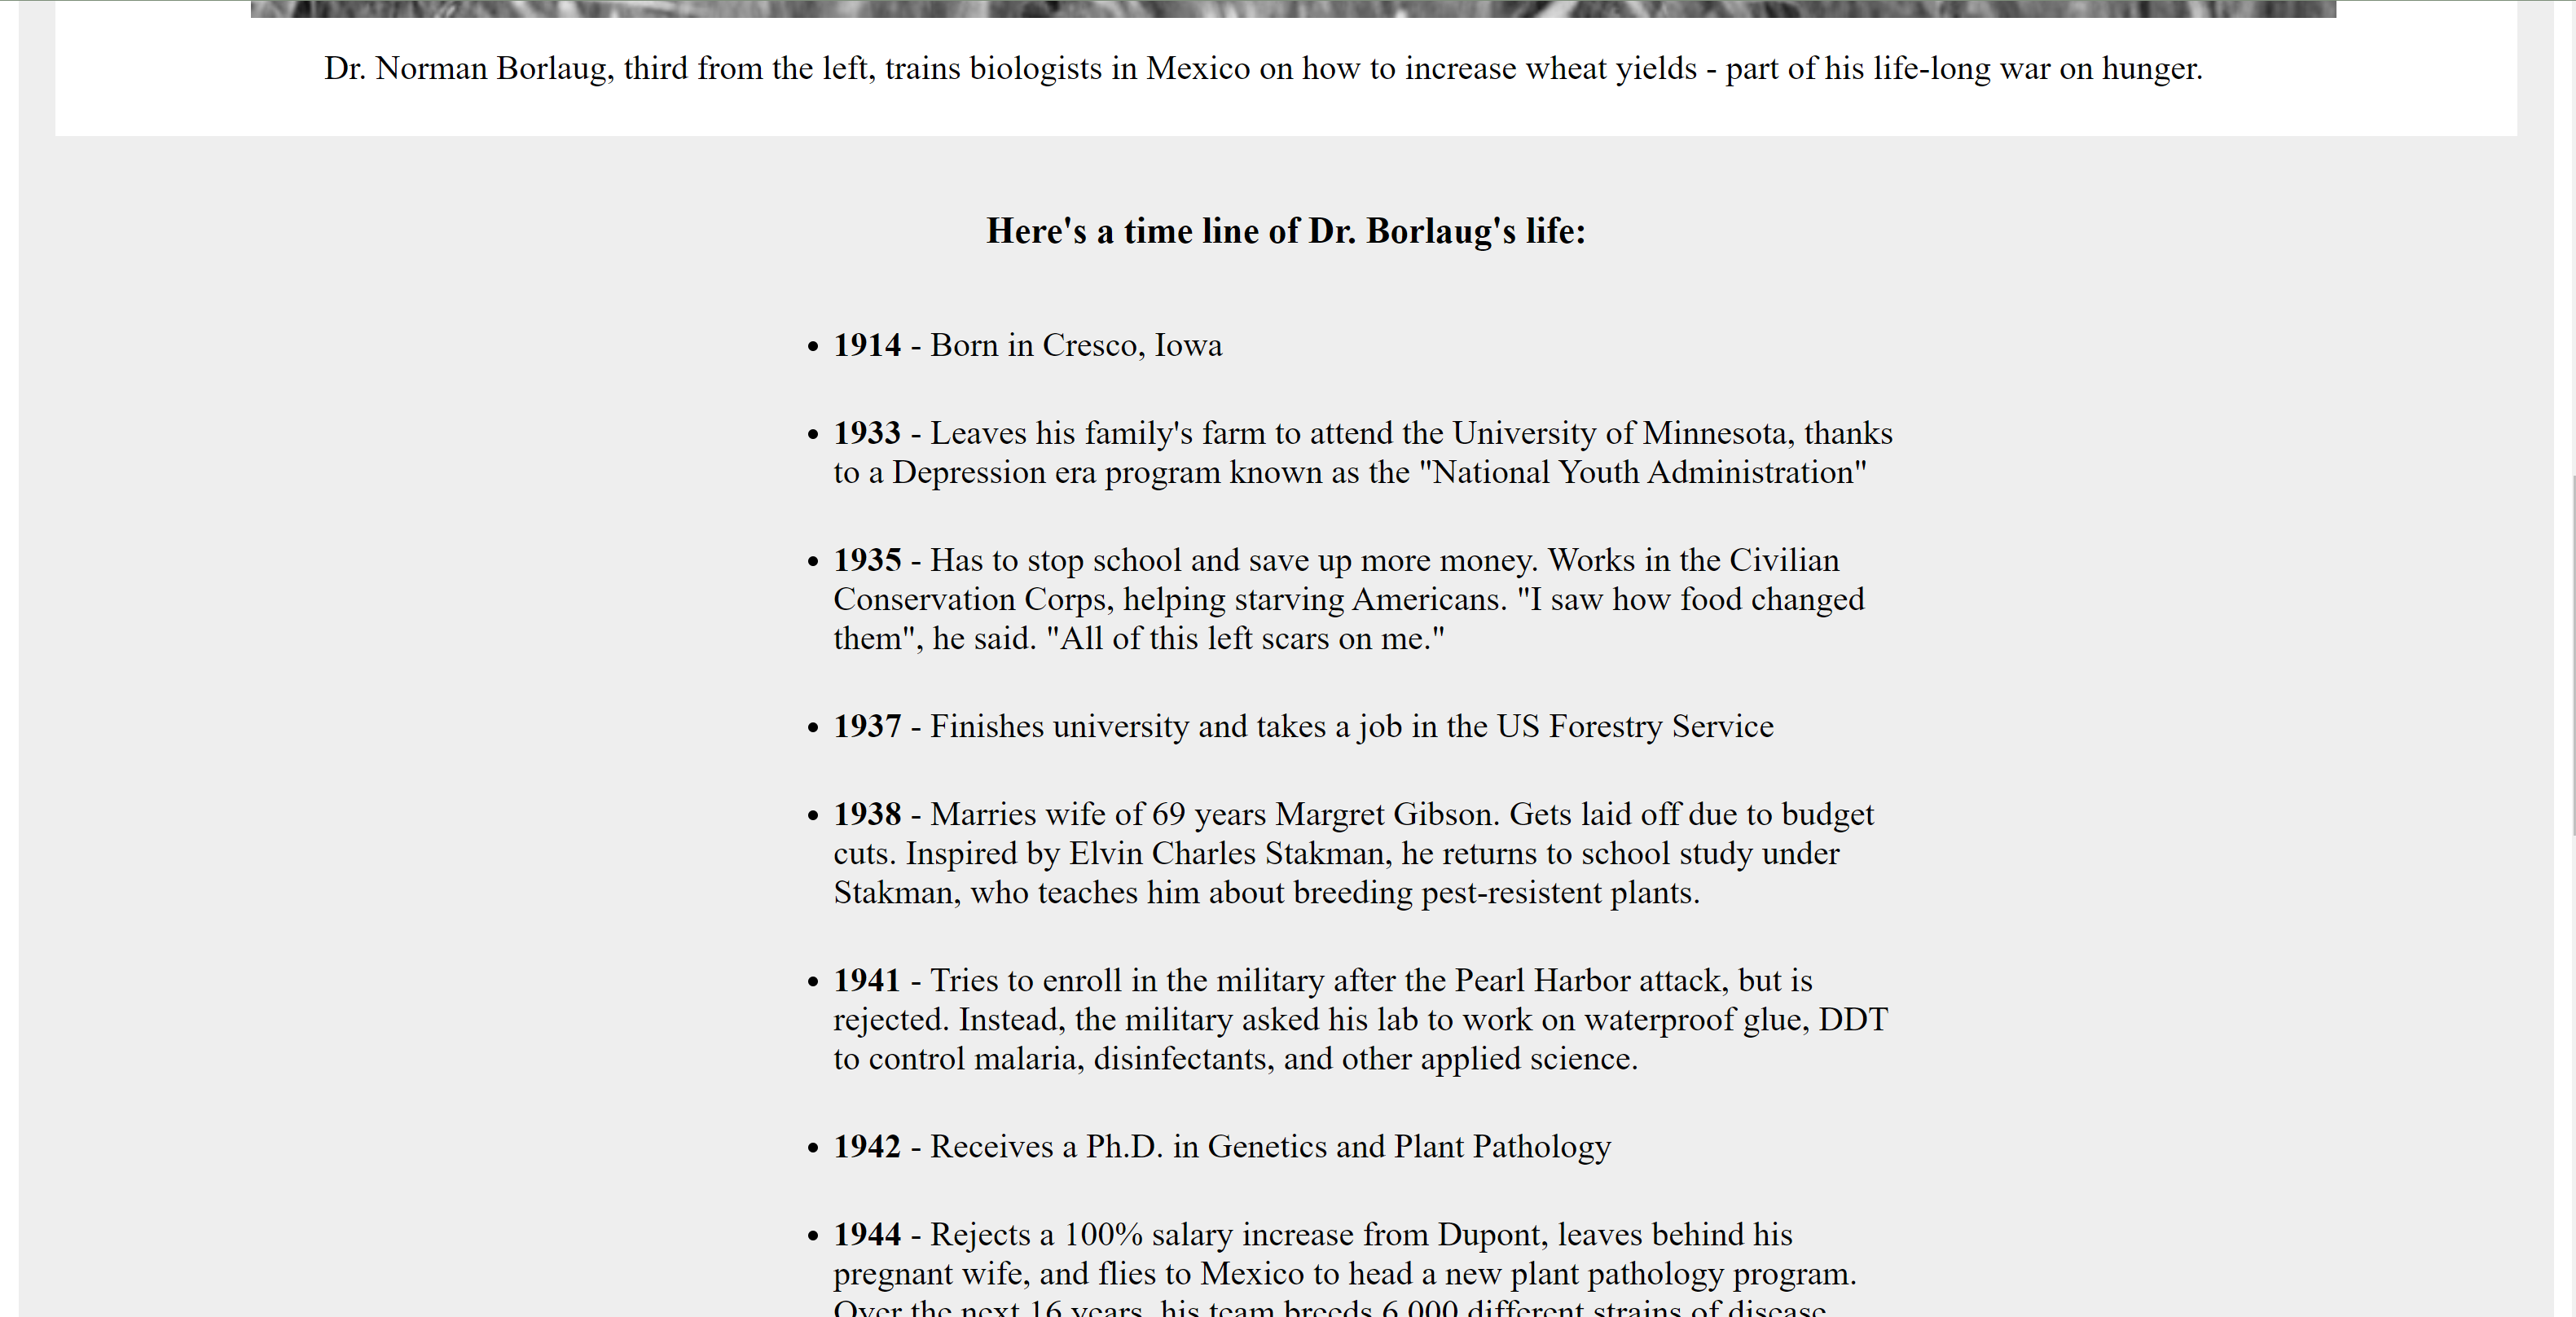 Dr. Norman Borlaug, third from the left, trains biologists in Mexico on how to increase wheat yields - part of his life-long war on hunger.
Here's a time line of Dr. Borlaug's life:
1914 - Born in Cresco, Iowa
1933 - Leaves his family's farm to attend the University of Minnesota, thanks
to a Depression era program known as the "National Youth Administration"
1935 - Has to stop school and save up more money. Works in the Civilian
Conservation Corps, helping starving Americans. "I saw how food changed
them", he said. "All of this left scars on me."
1937 - Finishes university and takes a job in the US Forestry Service
1938 - Marries wife of 69 years Margret Gibson. Gets laid off due to budget
cuts. Inspired by Elvin Charles Stakman, he returns to school study under
Stakman, who teaches him about breeding pest-resistent plants.
1941 - Tries to enroll in the military after the Pearl Harbor attack, but is
rejected. Instead, the military asked his lab to work on waterproof glue, DDT
to control malaria, disinfectants, and other applied science.
1942 - Receives a Ph.D. in Genetics and Plant Pathology
1944 - Rejects a 100% salary increase from Dupont, leaves behind his
pregnant wife, and flies to Mexico to head a new plant pathology program.
Over the next 16 years, his team breeds 6,000 different strains of disease